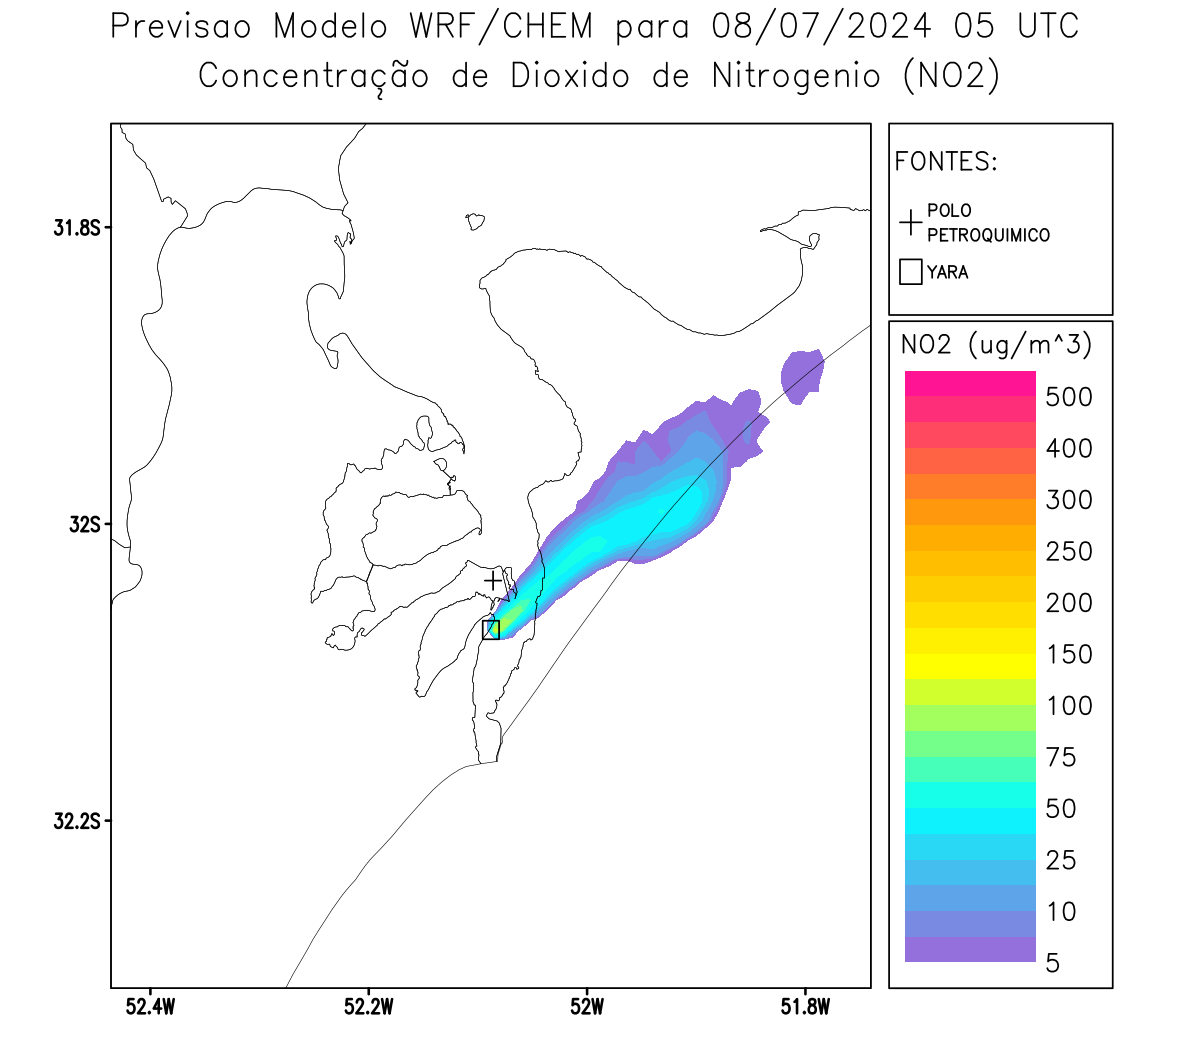 Previsao Modelo WRF/CHEM para 08/07/2024 05 UTC
Concentração de Dioxido de Nitrogenio (NO2)
FONTES:
POLO
PETROQUIMICO
YARA
NO2 (ug/m^3)
500
400
300
250
200
150
100
75
50
25
10
5
31.8S
32S
32.2S
52.4W
52.2W
52W
51.8W